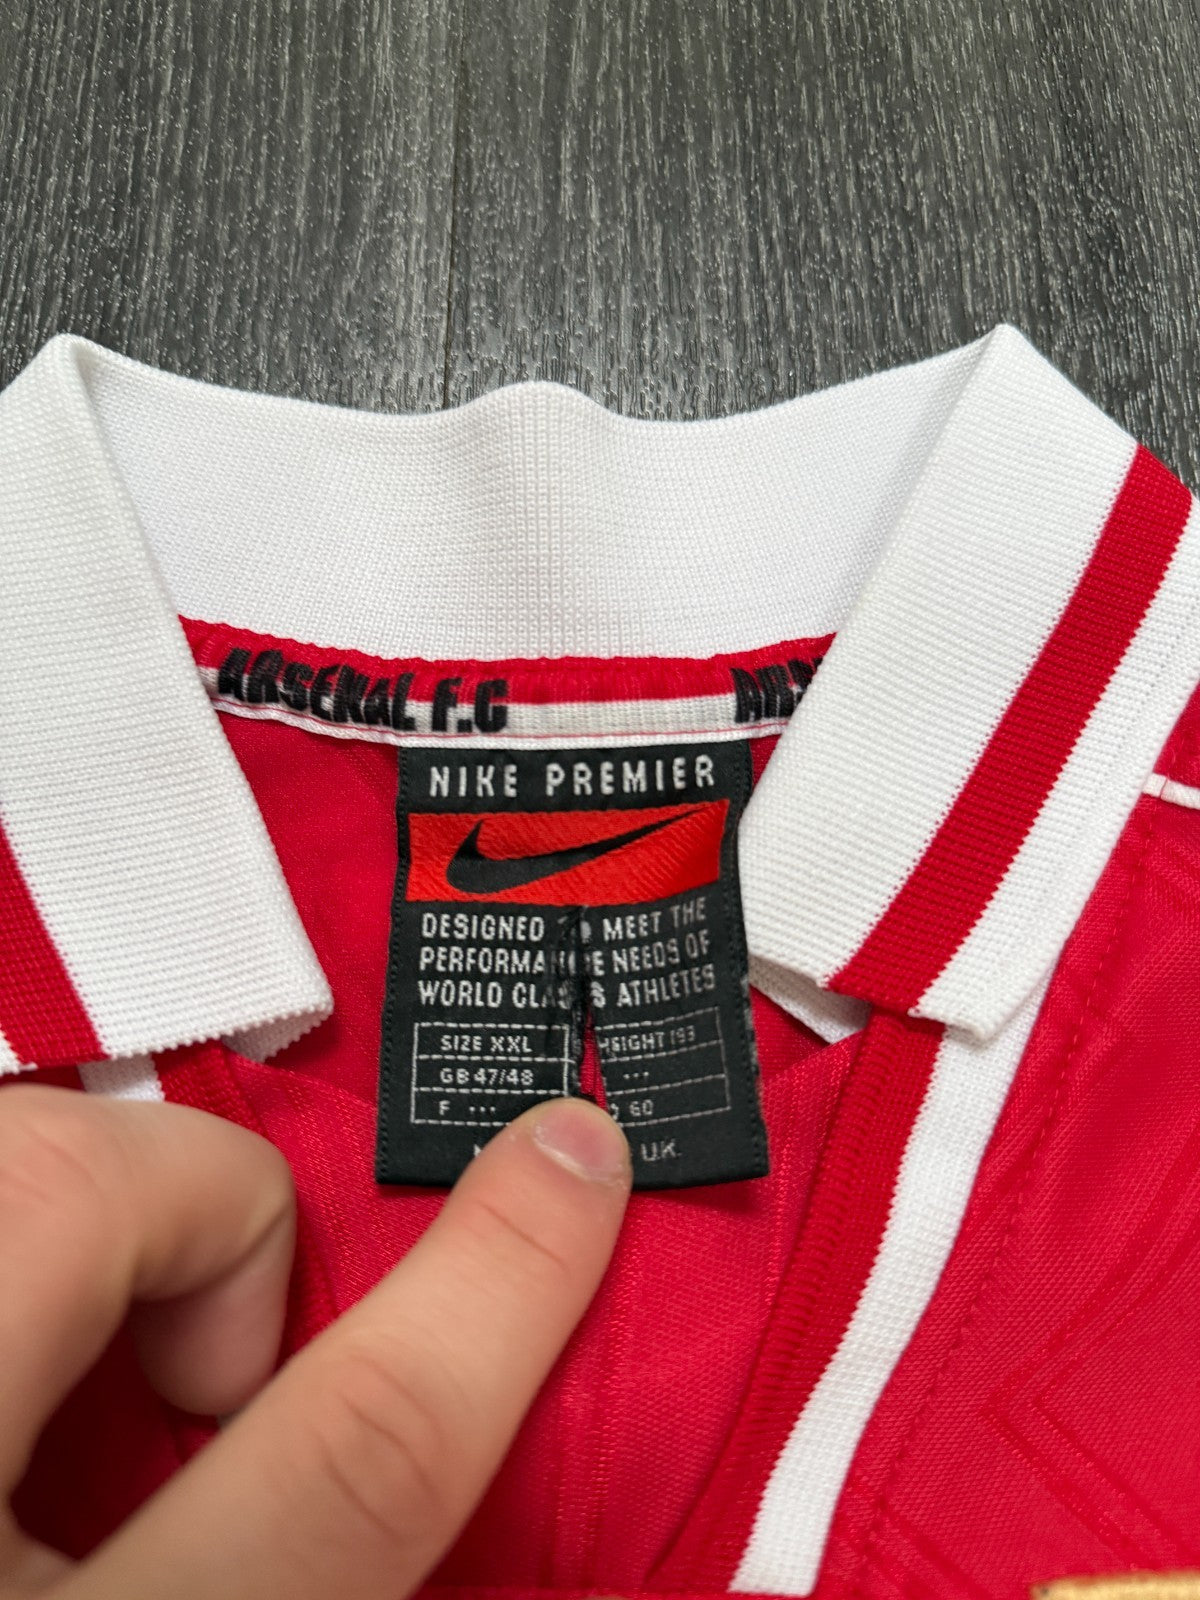 ARSENAL F.C
NIKE PREMIER
DESIGNED MEET THE
PERFORMANCE NEEDS OF
WORLD CLASS ATHLETES
SIZE XXL HEIGHT 193
GB 47/48 ...
F ... 60
U.K.